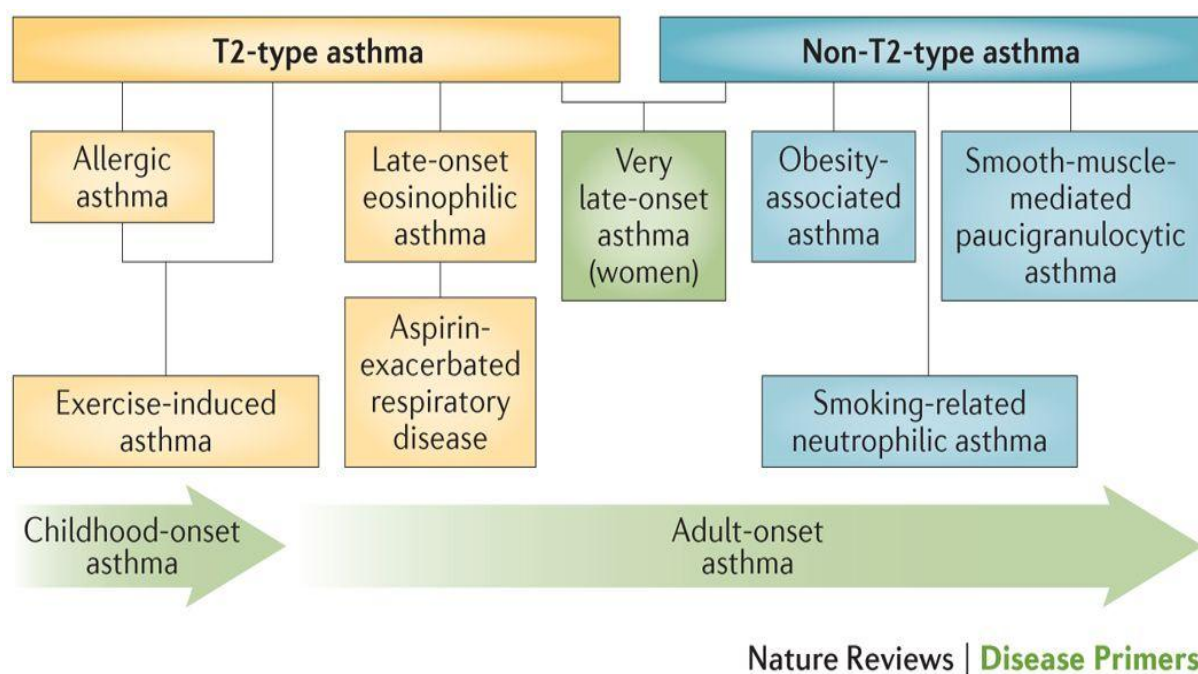 T2-type asthma
Non-T2-type asthma
Allergic
asthma
Late-onset
eosinophilic
asthma
Very
late-onset
asthma
(women)
Obesity-
associated
asthma
Smooth-muscle-
mediated
paucigranulocytic
asthma
Aspirin-
exacerbated
respiratory
disease
Exercise-induced
asthma
Smoking-related
neutrophilic asthma
Childhood-onset
asthma
Adult-onset
asthma
Nature Reviews | Disease Primers